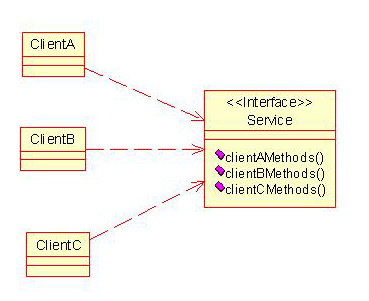 ClientA
ClientB
ClientC
<<Interface>>
Service
clientAMethods()
clientBMethods()
clientCMethods()